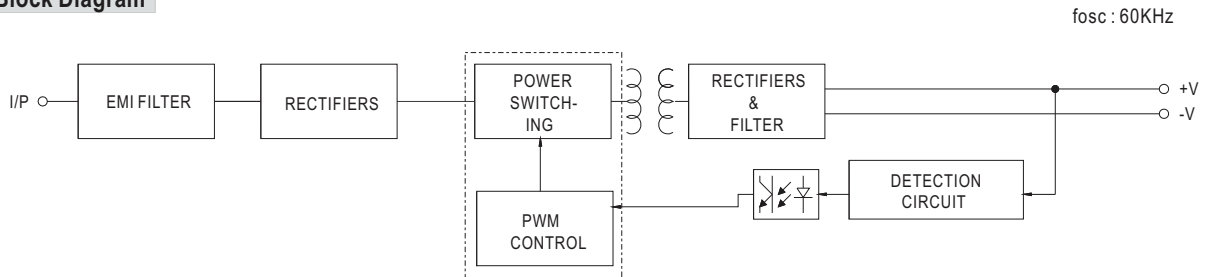 Block Diagram
fosc : 60KHz
I/P
EMI FILTER
RECTIFIERS
POWER
SWITCH-
ING
RECTIFIERS
&
FILTER
+V
-V
DETECTION
CIRCUIT
PWM
CONTROL